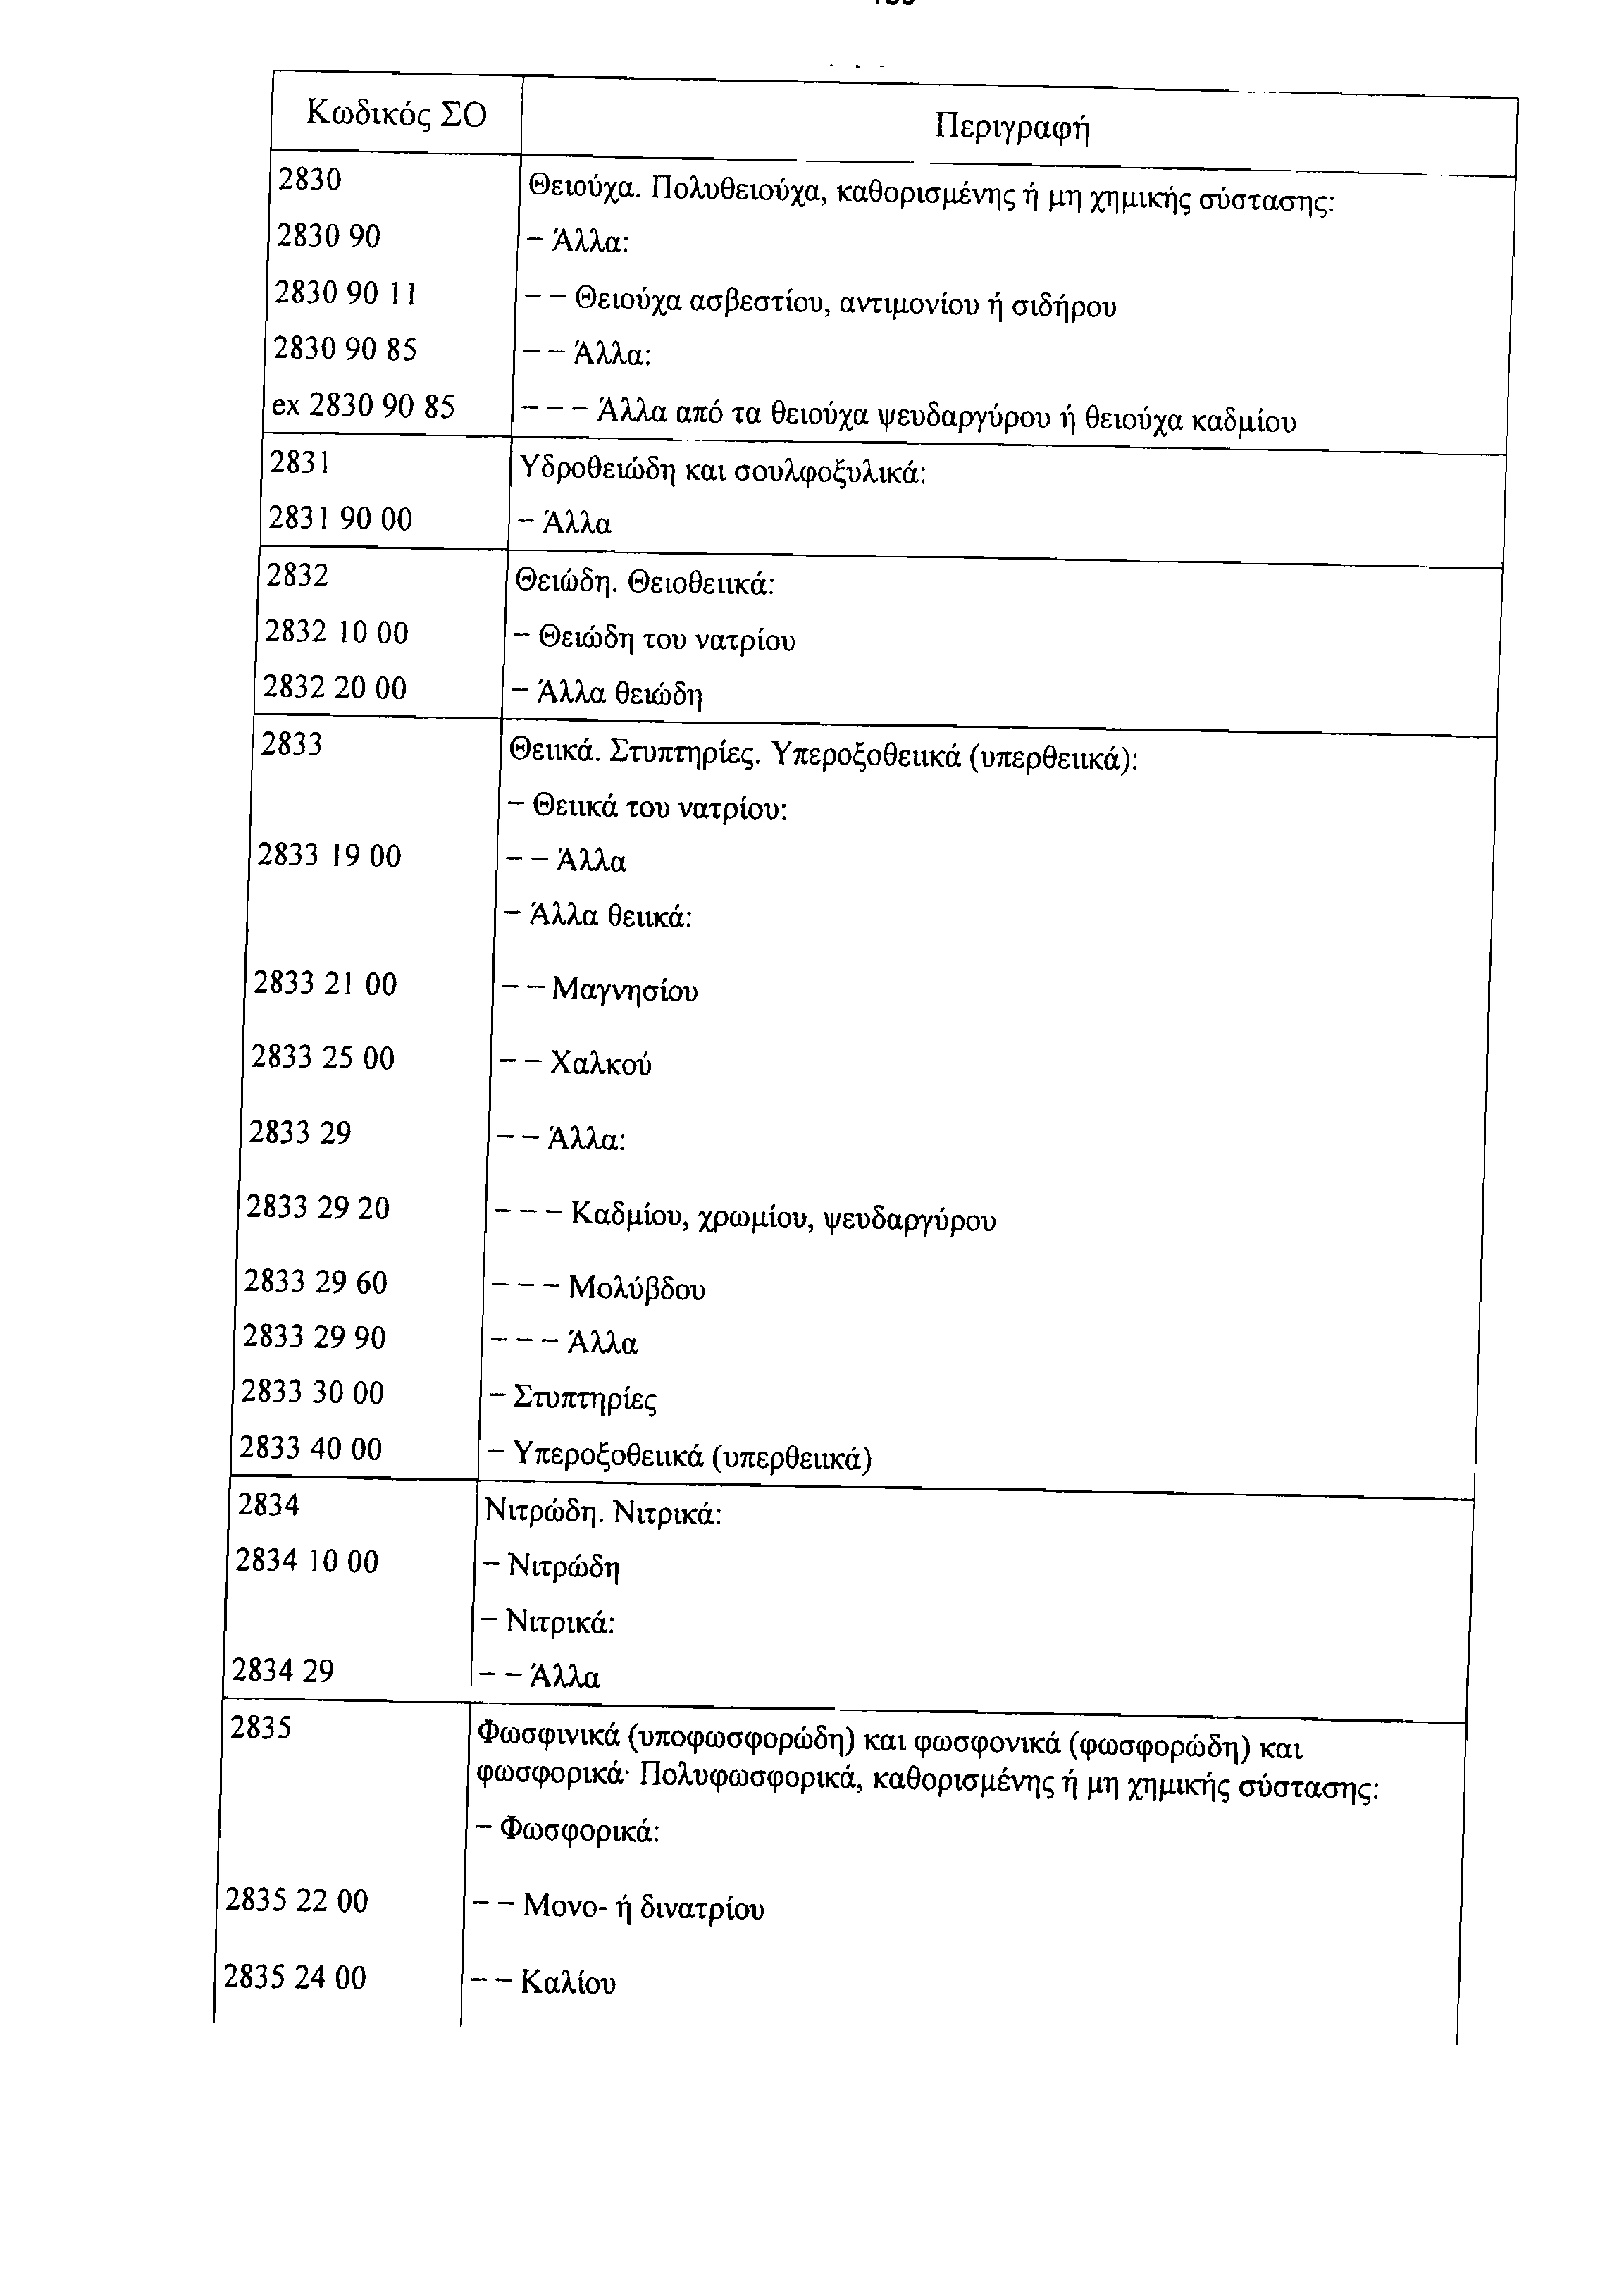 Κωδικός ΣΟ Περιγραφή
2830 Θειούχα. Πολυθειούχα, καθορισμένης ή μη χημικής σύστασης:
2830 90 – Άλλα:
2830 90 11 – – Θειούχα ασβεστίου, αντιμονίου ή σιδήρου
2830 90 85 – – Άλλα:
ex 2830 90 85 – – – Άλλα από τα θειούχα ψευδαργύρου ή θειούχα καδμίου
2831 Υδροθειώδη και σουλφοξυλικά:
2831 90 00 – Άλλα
2832 Θειώδη. Θειοθειικά:
2832 10 00 – Θειώδη του νατρίου
2832 20 00 – Άλλα θειώδη
2833 Θειικά. Στυπτηρίες. Υπεροξοθειικά (υπερθειικά):
– Θειικά του νατρίου:
2833 19 00 – – Άλλα
– Άλλα θειικά:
2833 21 00 – – Μαγνησίου
2833 25 00 – – Χαλκού
2833 29 – – Άλλα:
2833 29 20 – – – Καδμίου, χρωμίου, ψευδαργύρου
2833 29 60 – – – Μολύβδου
2833 29 90 – – – Άλλα
2833 30 00 – Στυπτηρίες
2833 40 00 – Υπεροξοθειικά (υπερθειικά)
2834 Νιτρώδη. Νιτρικά:
2834 10 00 – Νιτρώδη
– Νιτρικά:
2834 29 – – Άλλα
2835 Φωσφινικά (υποφωσφορώδη) και φωσφονικά (φωσφορώδη) και
φωσφορικά· Πολυφωσφορικά, καθορισμένης ή μη χημικής σύστασης:
– Φωσφορικά:
2835 22 00 – – Μονο- ή δινατρίου
2835 24 00 – – Καλίου